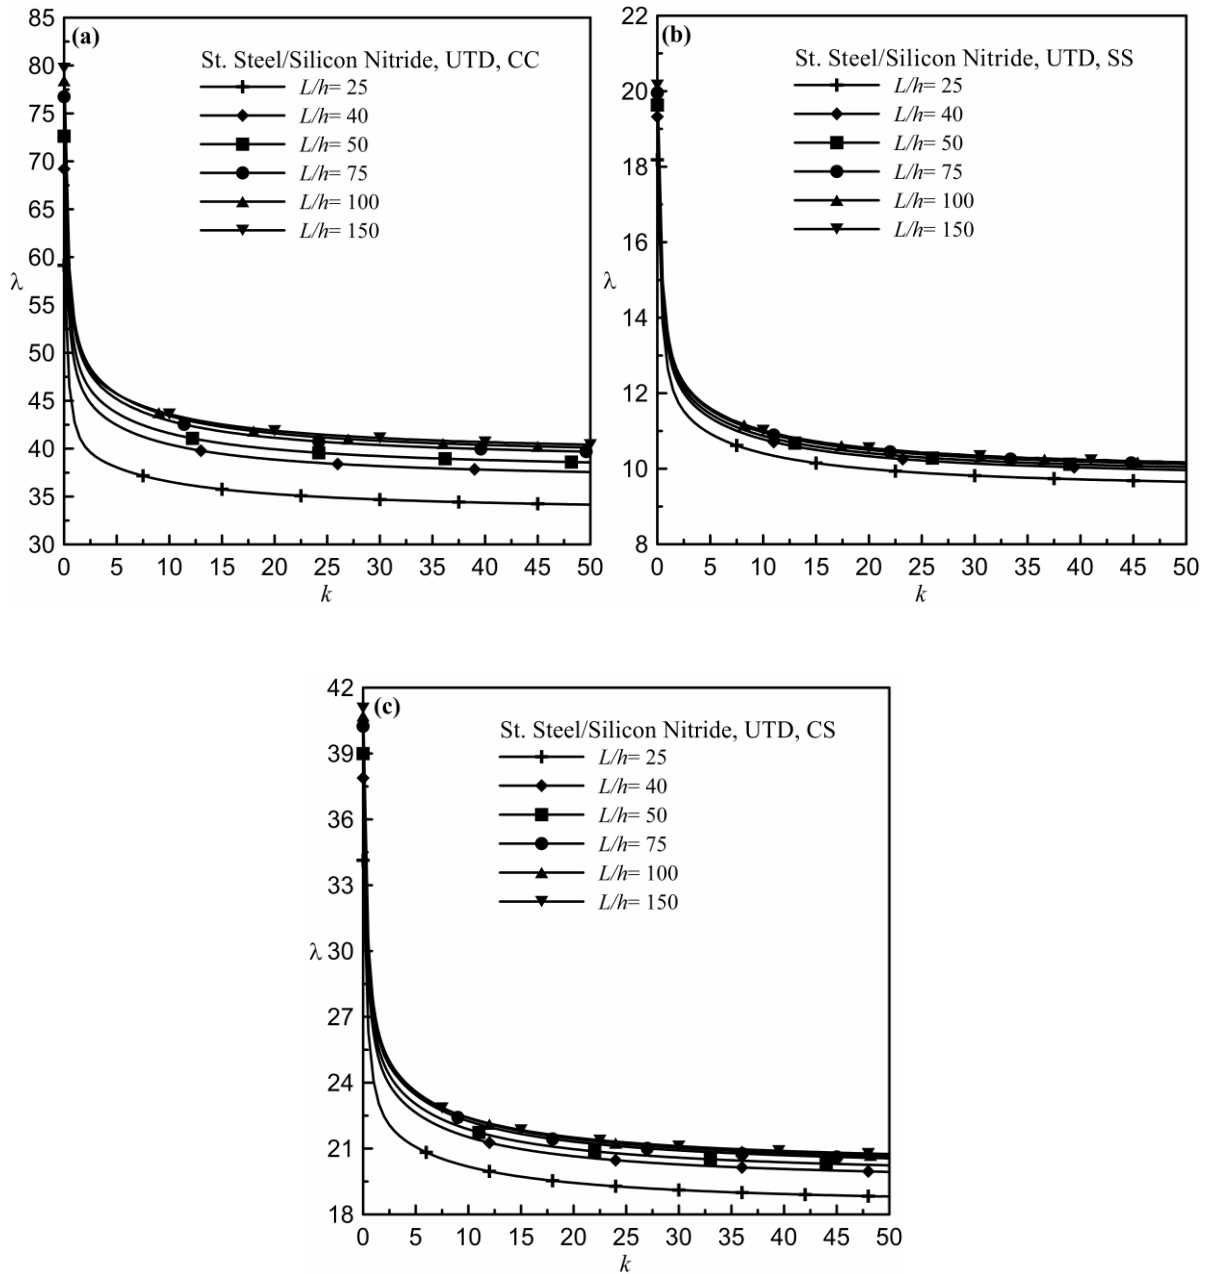 (a)
St. Steel/Silicon Nitride, UTD, CC
L/h= 25
L/h= 40
L/h= 50
L/h= 75
L/h= 100
L/h= 150
85
80
75
70
65
60
55
50
45
40
35
30
λ
0 5 10 15 20 25 30 35 40 45 50
k
(b)
St. Steel/Silicon Nitride, UTD, SS
L/h= 25
L/h= 40
L/h= 50
L/h= 75
L/h= 100
L/h= 150
22
20
18
16
14
12
10
8
λ
0 5 10 15 20 25 30 35 40 45 50
k
(c)
St. Steel/Silicon Nitride, UTD, CS
L/h= 25
L/h= 40
L/h= 50
L/h= 75
L/h= 100
L/h= 150
42
39
36
33
λ 30
27
24
21
18
0 5 10 15 20 25 30 35 40 45 50
k